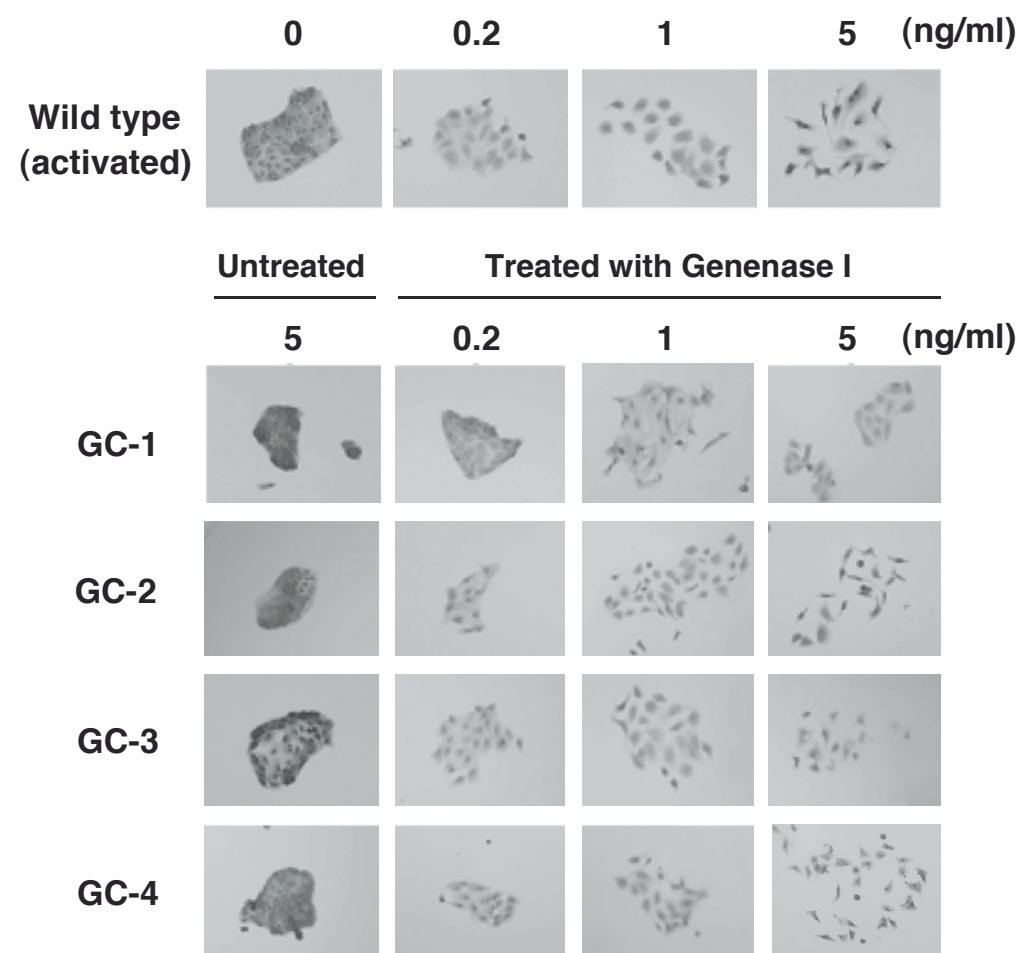 0 0.2 1 5 (ng/ml)
Wild type
(activated)
Untreated Treated with Genenase I
5 0.2 1 5 (ng/ml)
GC-1
GC-2
GC-3
GC-4